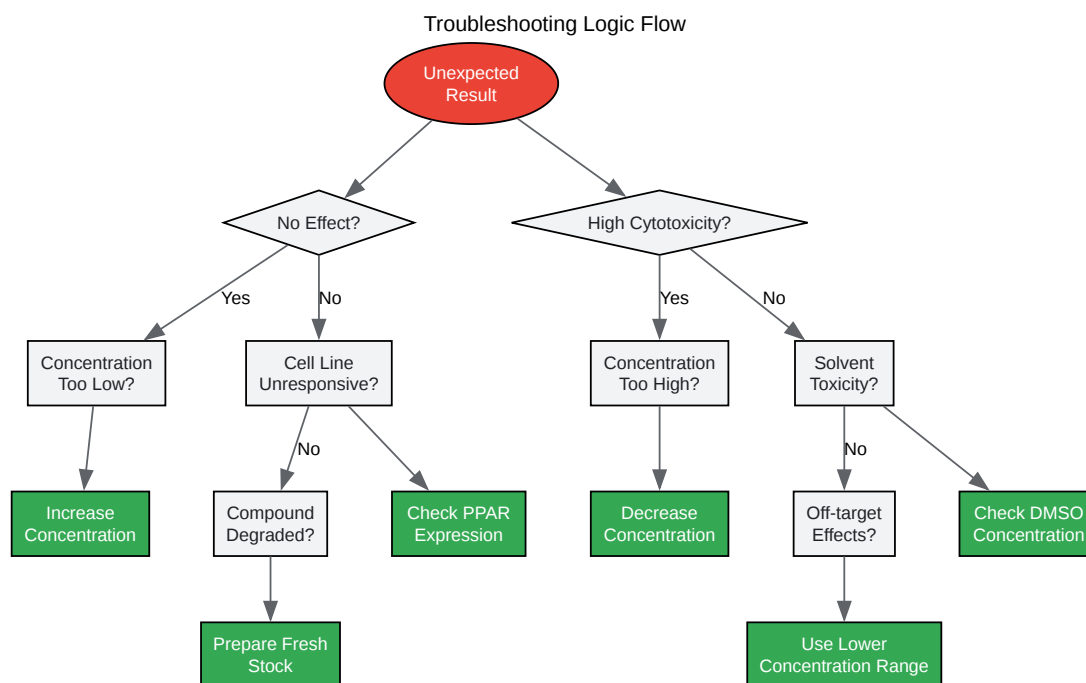 Troubleshooting Logic Flow
Unexpected
Result
No Effect?
High Cytotoxicity?
Yes
No
Yes
No
Concentration
Too Low?
Cell Line
Unresponsive?
Concentration
Too High?
Solvent
Toxicity?
No
No
Increase
Concentration
Compound
Degraded?
Check PPAR
Expression
Decrease
Concentration
Off-target
Effects?
Check DMSO
Concentration
Prepare Fresh
Stock
Use Lower
Concentration Range